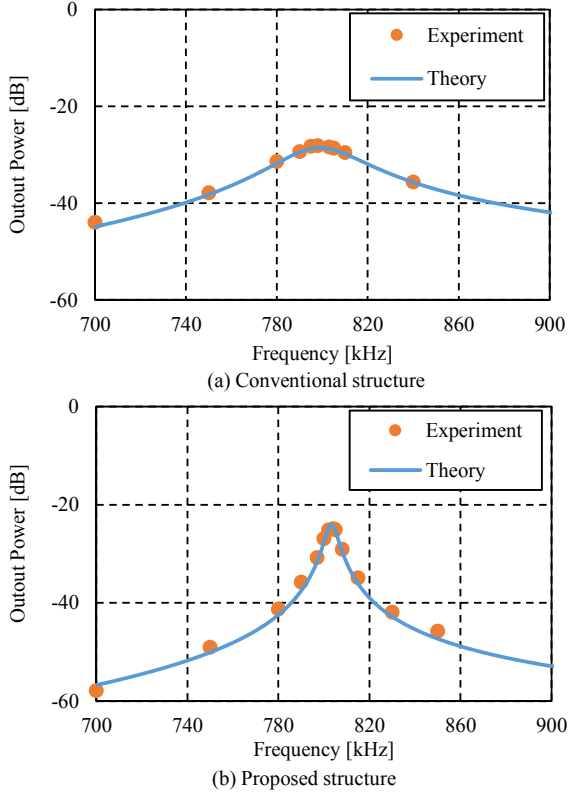 0
Experiment
Theory
-20
-40
-60
Outout Power [dB]
700 740 780 820 860 900
Frequency [kHz]
(a) Conventional structure
0
Experiment
Theory
-20
-40
-60
Outout Power [dB]
700 740 780 820 860 900
Frequency [kHz]
(b) Proposed structure